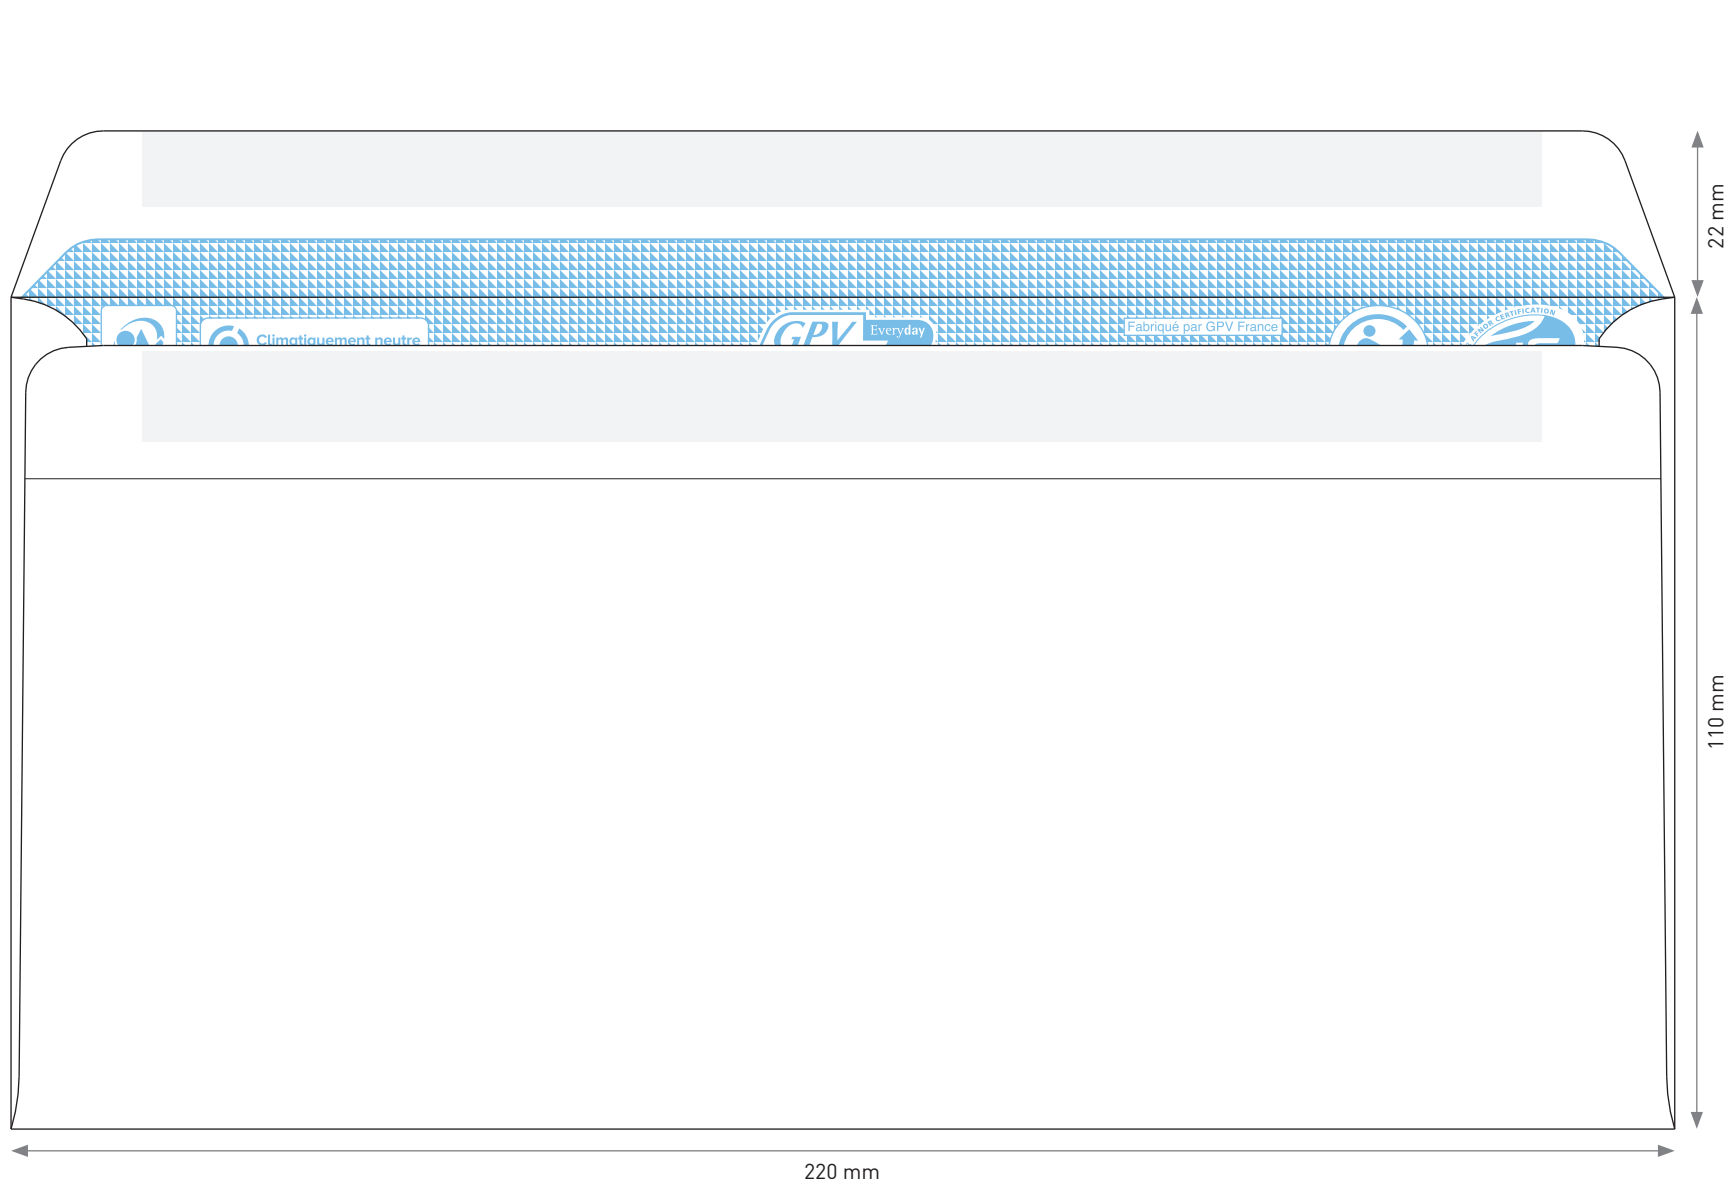 22 mm
Climatiquement neutre
GPV
Everyday
Fabriqué par GPV France
AFNOR CERTIFICATION
110 mm
220 mm